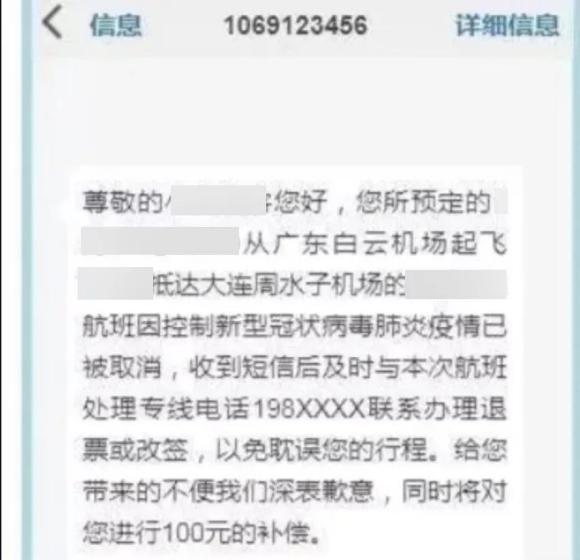 信息 1069123456 详细信息
尊敬的 您好，您所预定的
从广东白云机场起飞
抵达大连周水子机场的
航班因控制新型冠状病毒肺炎疫情已
被取消，收到短信后及时与本次航班
处理专线电话198XXXX联系办理退
票或改签，以免耽误您的行程。给您
带来的不便我们深表歉意，同时将对
您进行100元的补偿。